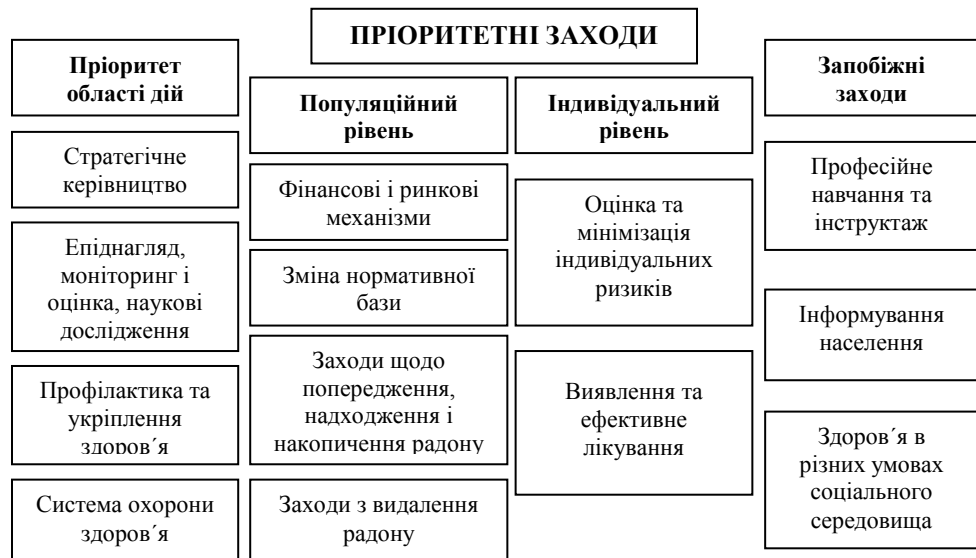 ПРІОРИТЕТНІ ЗАХОДИ
Пріоритет
області дій
Стратегічне
керівництво
Епіднагляд,
моніторинг і
оцінка, наукові
дослідження
Профілактика та
укріплення
здоров´я
Система охорони
здоров´я
Популяційний
рівень
Фінансові і ринкові
механізми
Зміна нормативної
бази
Заходи щодо
попередження,
надходження і
накопичення радону
Заходи з видалення
радону
Індивідуальний
рівень
Оцінка та
мінімізація
індивідуальних
ризиків
Виявлення та
ефективне
лікування
Запобіжні
заходи
Професійне
навчання та
інструктаж
Інформування
населення
Здоров´я в
різних умовах
соціального
середовища